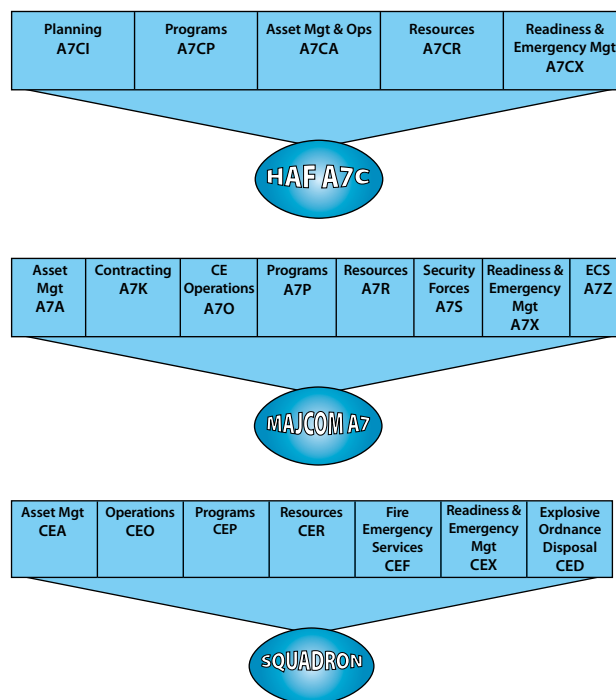 Planning
A7CI
Programs
A7CP
Asset Mgt & Ops
A7CA
Resources
A7CR
Readiness &
Emergency Mgt
A7CX
HAF A7C
Asset
Mgt
A7A
Contracting
A7K
CE
Operations
A7O
Programs
A7P
Resources
A7R
Security
Forces
A7S
Readiness &
Emergency
Mgt
A7X
ECS
A7Z
MAJCOM A7
Asset Mgt
CEA
Operations
CEO
Programs
CEP
Resources
CER
Fire
Emergency
Services
CEF
Readiness &
Emergency
Mgt
CEX
Explosive
Ordnance
Disposal
CED
SQUADRON